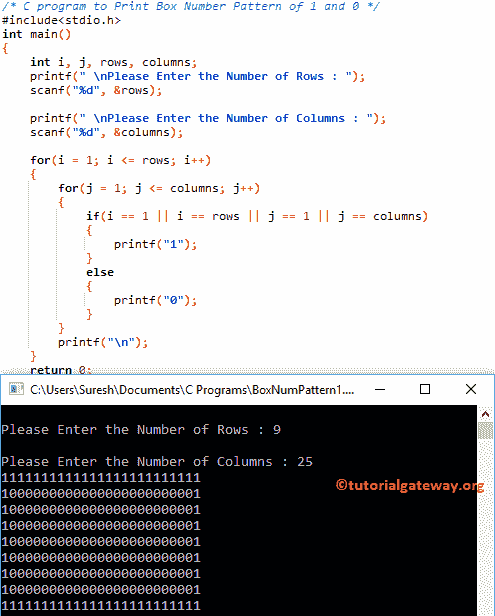 /* C program to Print Box Number Pattern of 1 and 0 */
#include<stdio.h>
int main()
{
    int i, j, rows, columns;
    printf(" \nPlease Enter the Number of Rows : ");
    scanf("%d", &rows);

    printf(" \nPlease Enter the Number of Columns : ");
    scanf("%d", &columns);

    for(i = 1; i <= rows; i++)
    {
        for(j = 1; j <= columns; j++)
        {
            if(i == 1 || i == rows || j == 1 || j == columns)
            {
                printf("1");
            }
            else
            {
                printf("0");
            }
        }
        printf("\n");
    }
    return 0;
C:\Users\Suresh\Documents\C Programs\BoxNumPattern1....
Please Enter the Number of Rows : 9
Please Enter the Number of Columns : 25
1111111111111111111111111
1000000000000000000000001
©tutorialgateway.org
1000000000000000000000001
1000000000000000000000001
1000000000000000000000001
1000000000000000000000001
1000000000000000000000001
1000000000000000000000001
1111111111111111111111111